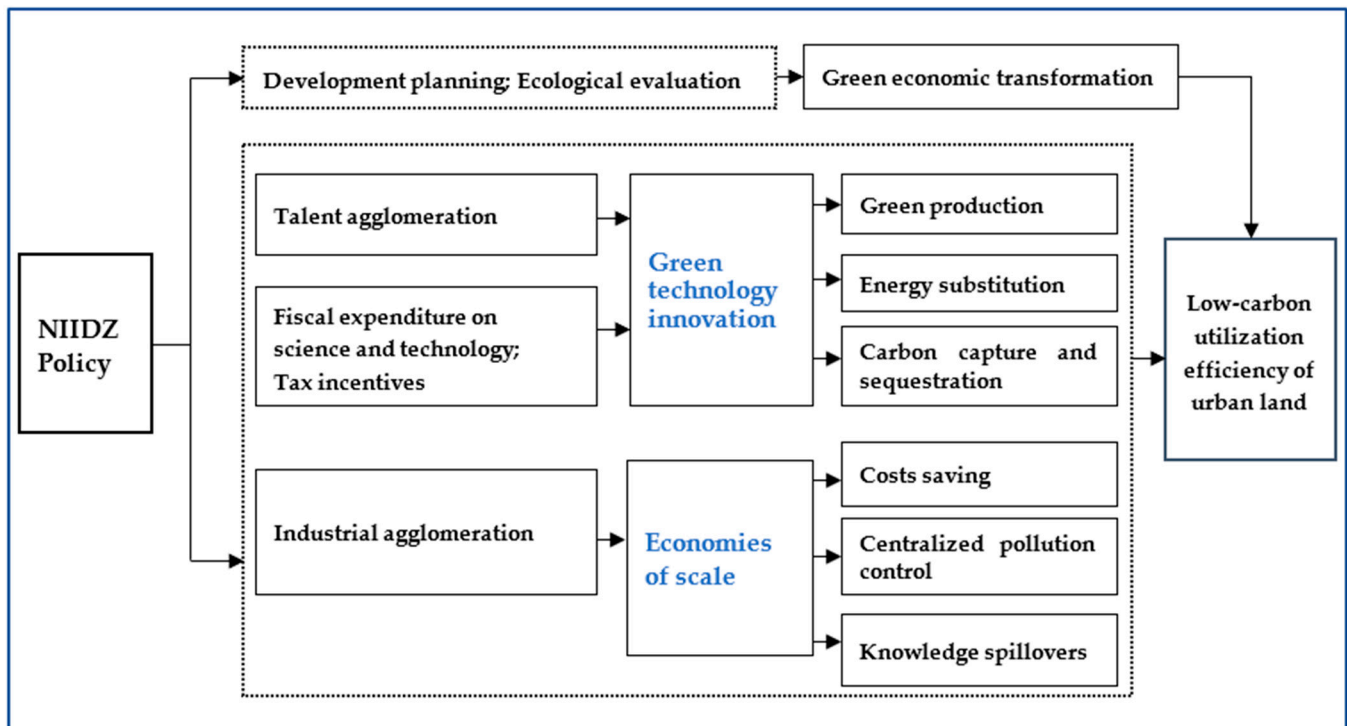 Development planning; Ecological evaluation
Green economic transformation
NIIDZ
Policy
Talent agglomeration
Fiscal expenditure on
science and technology;
Tax incentives
Green
technology
innovation
Green production
Energy substitution
Carbon capture and
sequestration
Industrial agglomeration
Economies
of scale
Costs saving
Centralized pollution
control
Knowledge spillovers
Low-carbon
utilization
efficiency of
urban land